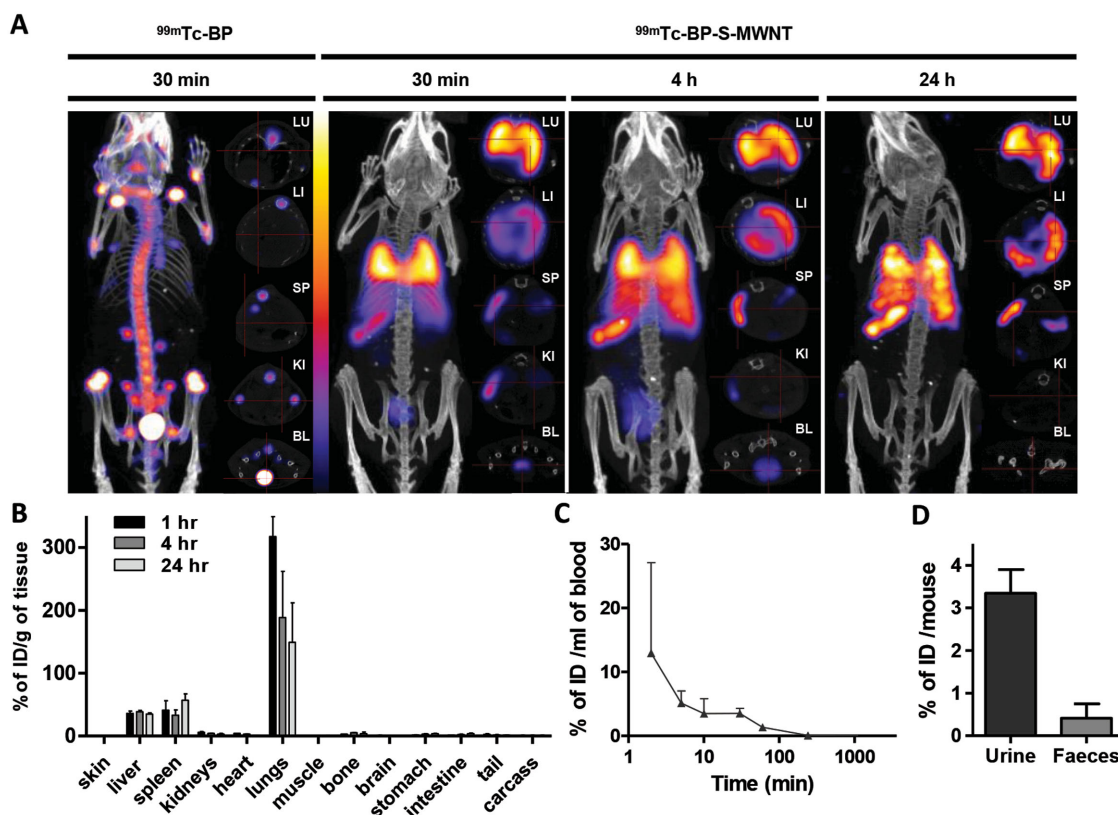 A
99mTc-BP
99mTc-BP-S-MWNT
30 min
30 min
4 h
24 h
LU
LI
SP
KI
BL
LU
LI
SP
KI
BL
LU
LI
SP
KI
BL
LU
LI
SP
KI
BL
B
1 hr
4 hr
24 hr
% of ID/g of tissue
300
200
100
0
skin
liver
spleen
kidneys
heart
lungs
muscle
bone
brain
stomach
intestine
tail
carcass
C
% of ID /ml of blood
30
20
10
0
1
10
100
1000
Time (min)
D
% of ID /mouse
4
3
2
1
0
Urine
Faeces